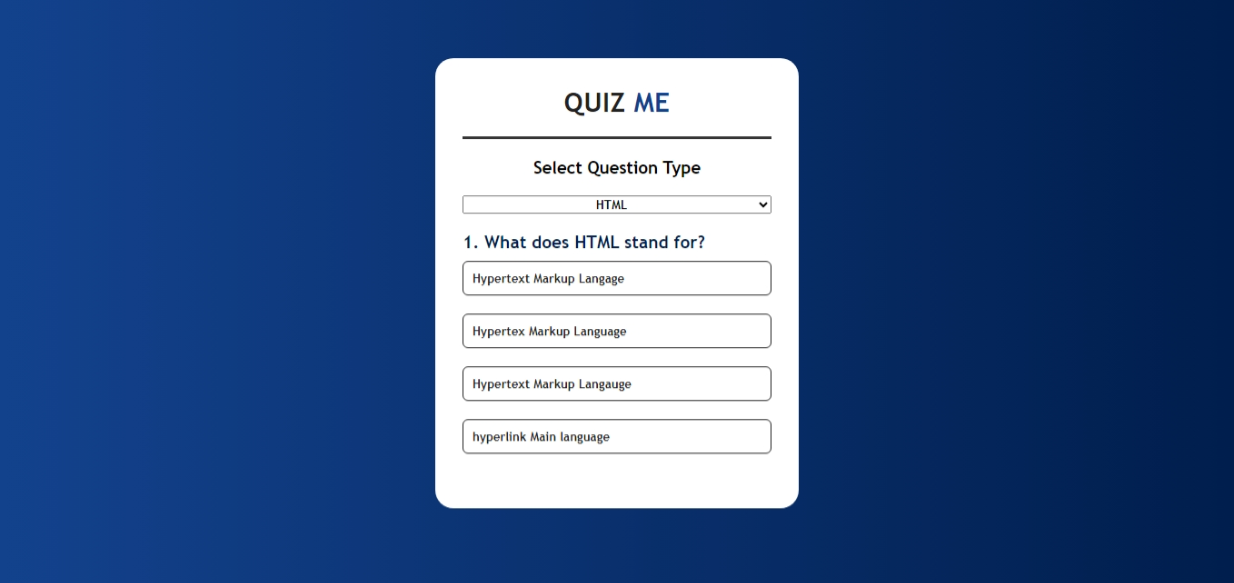 QUIZ ME
Select Question Type
HTML
1. What does HTML stand for?
Hypertext Markup Langage
Hypertex Markup Language
Hypertext Markup Langauge
hyperlink Main language